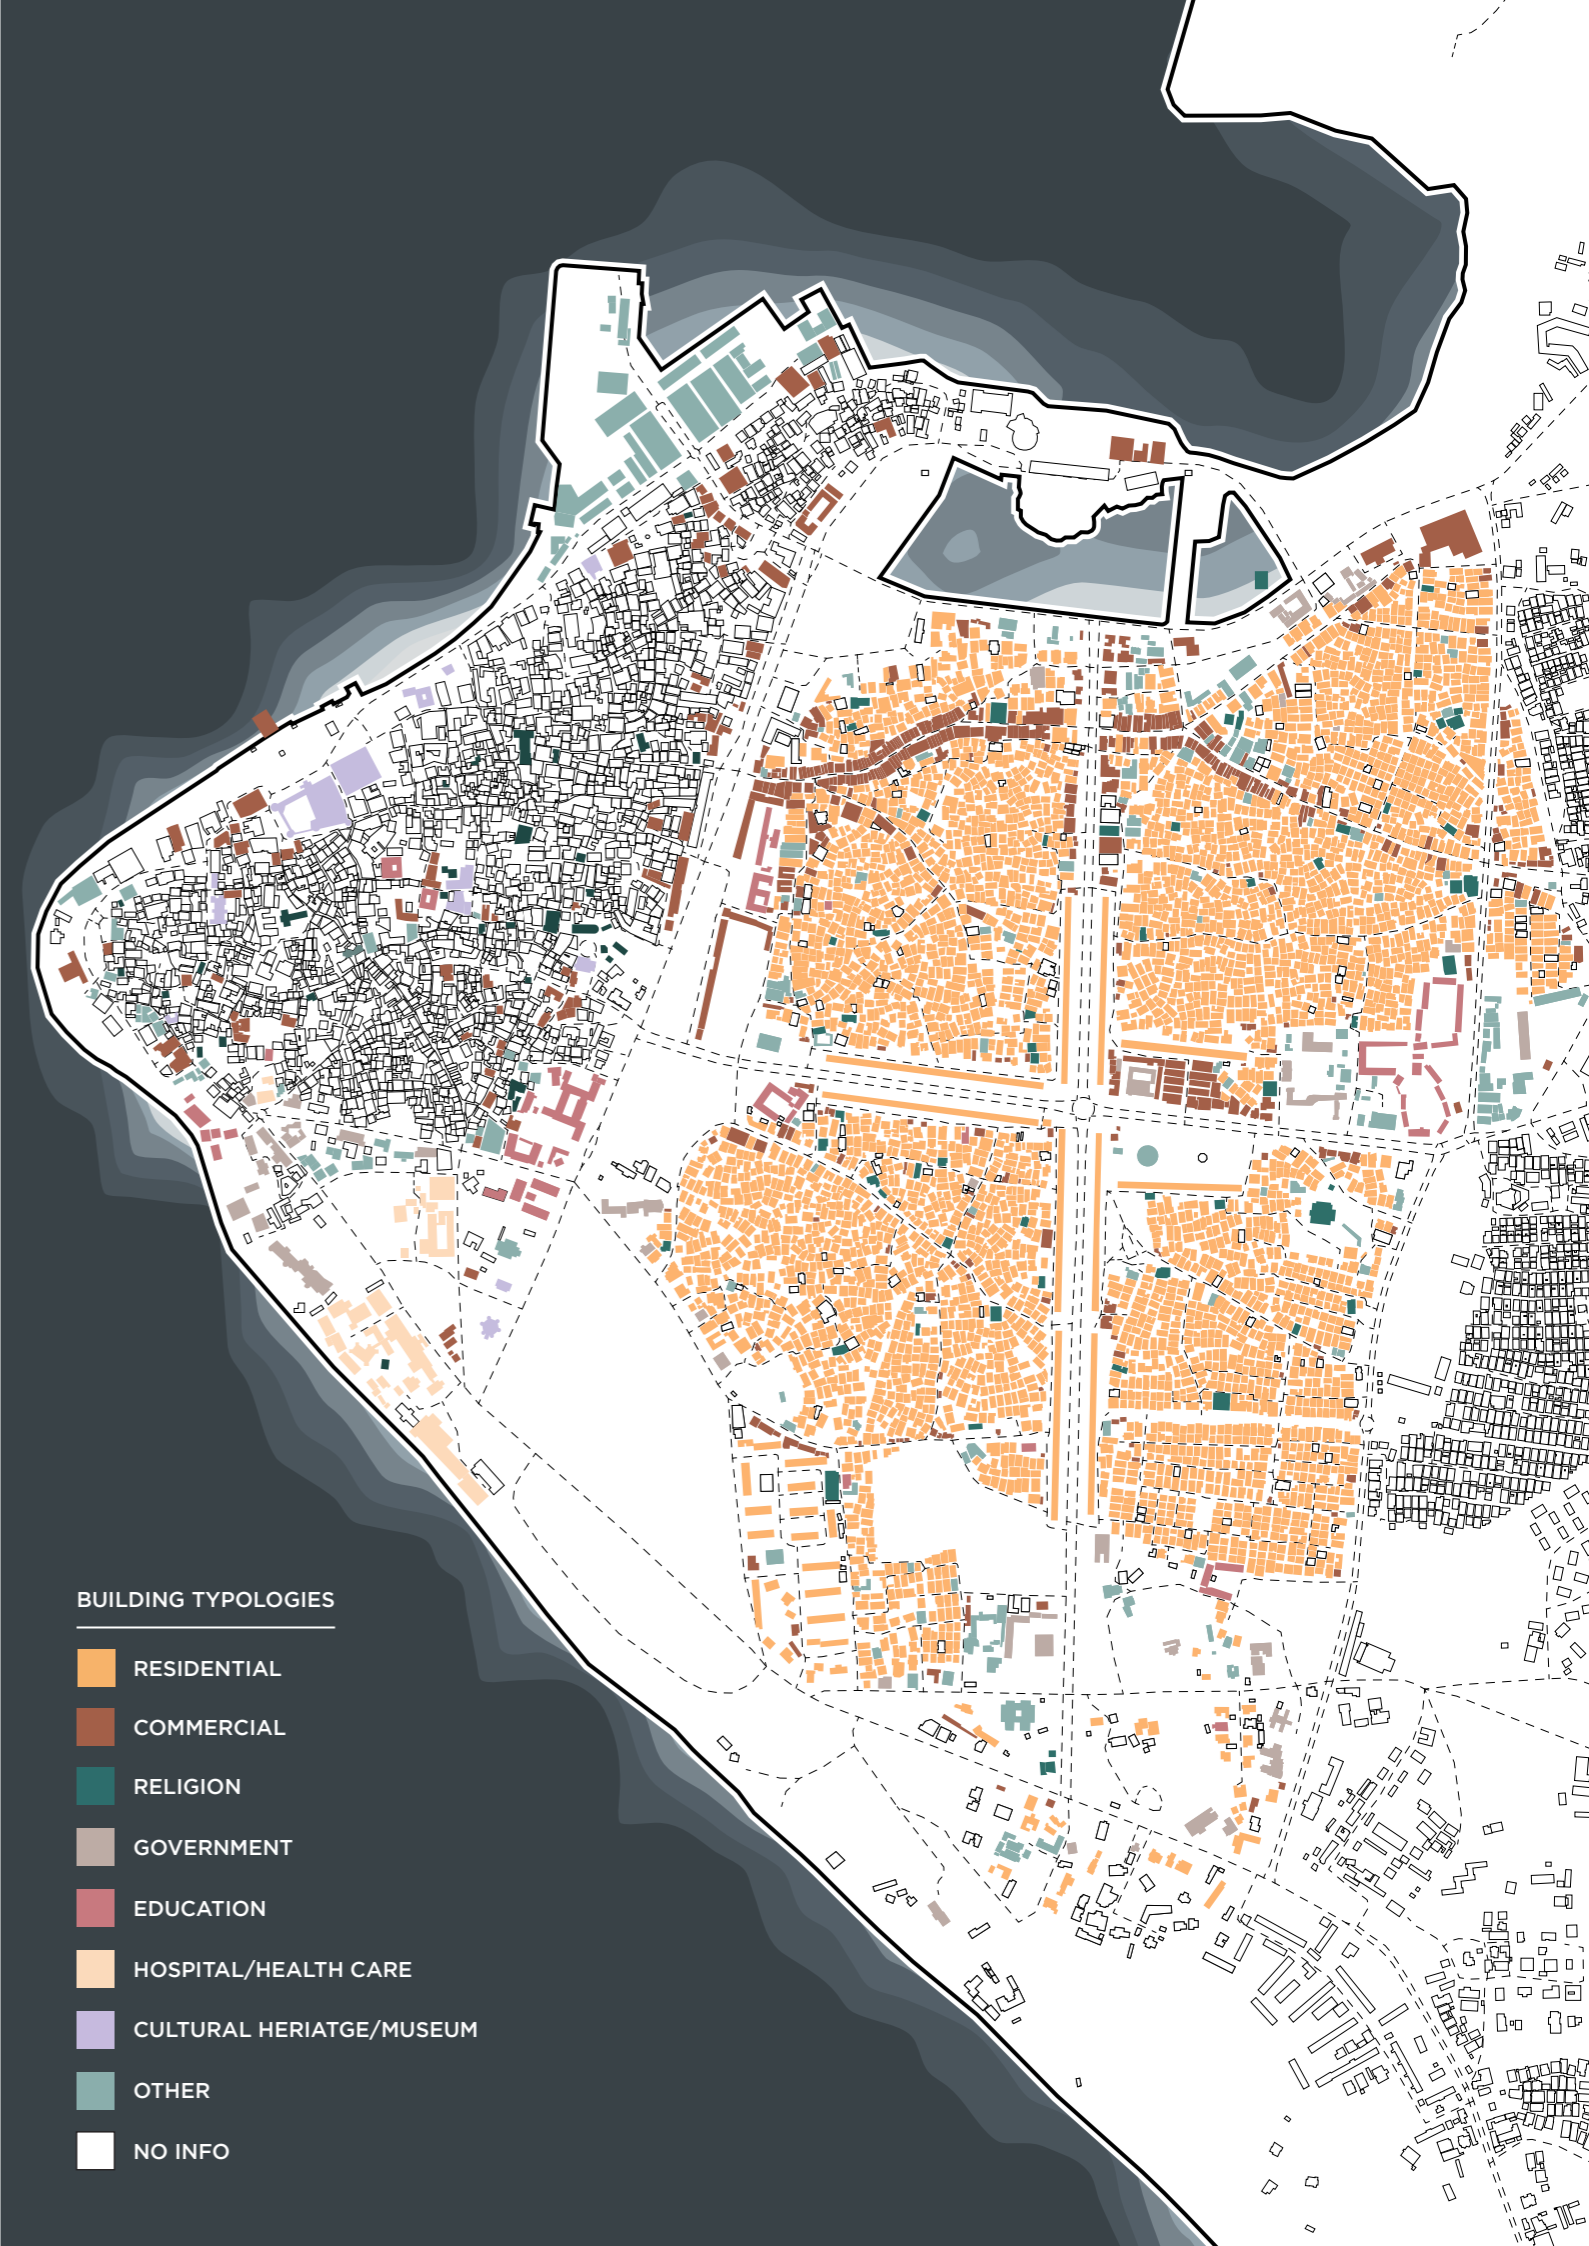 BUILDING TYPOLOGIES
RESIDENTIAL
COMMERCIAL
RELIGION
GOVERNMENT
EDUCATION
HOSPITAL/HEALTH CARE
CULTURAL HERIATGE/MUSEUM
OTHER
NO INFO